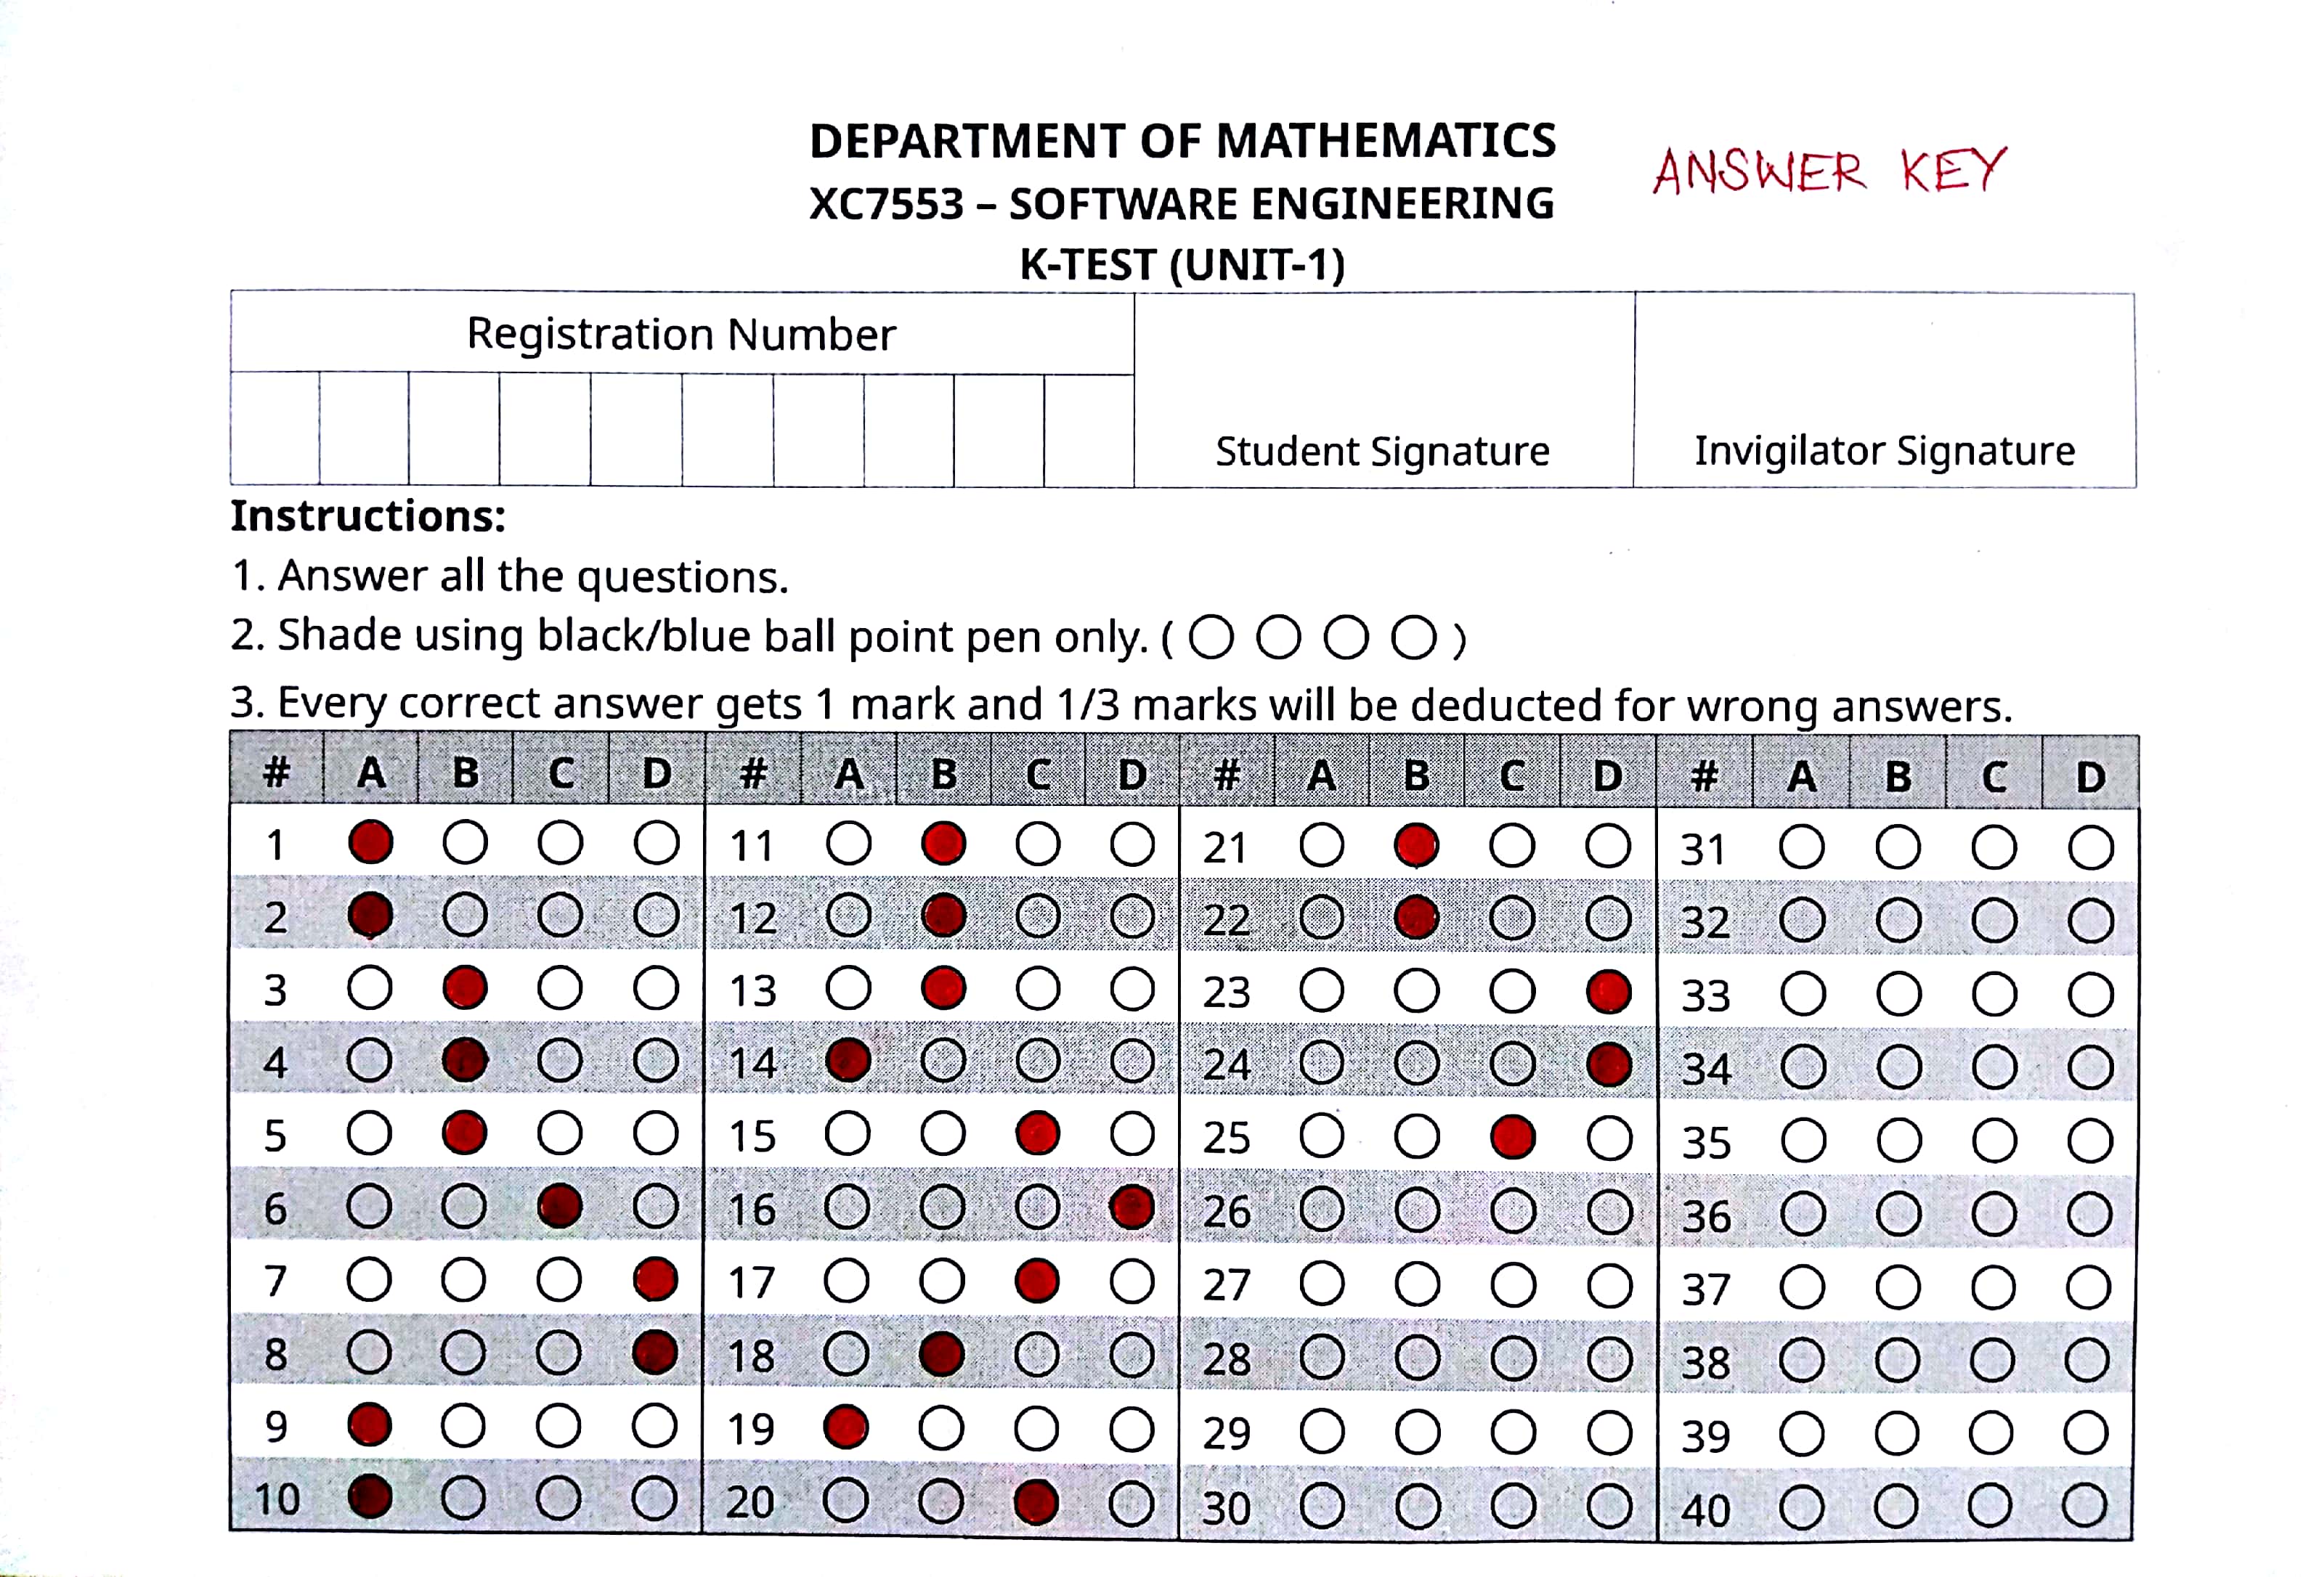 DEPARTMENT OF MATHEMATICS
ANSWER KEY
XC7553 – SOFTWARE ENGINEERING
K-TEST (UNIT-1)
Registration Number
Student Signature
Invigilator Signature
Instructions:
1. Answer all the questions.
2. Shade using black/blue ball point pen only. ( ○ ○ ○ ○ )
3. Every correct answer gets 1 mark and 1/3 marks will be deducted for wrong answers.
# A B C D # A B C D # A B C D # A B C D
1 11 21 31
2 12 22 32
3 13 23 33
4 14 24 34
5 15 25 35
6 16 26 36
7 17 27 37
8 18 28 38
9 19 29 39
10 20 30 40